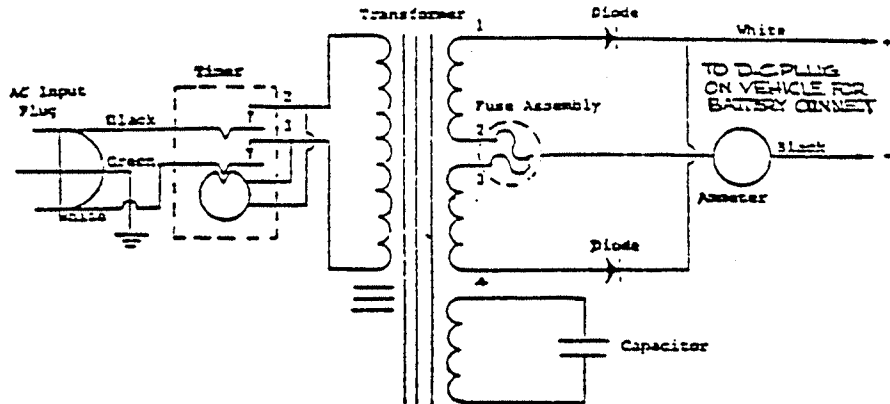 Transformer
1
Diode
White
TO D-C PLUG
ON VEHICLE FOR
BATTERY CONNECT
Timer
AC Input
Plug
Black
2
Fuse Assembly
1
2
Green
3
Black
Ammeter
White
Diode
4
Capacitor